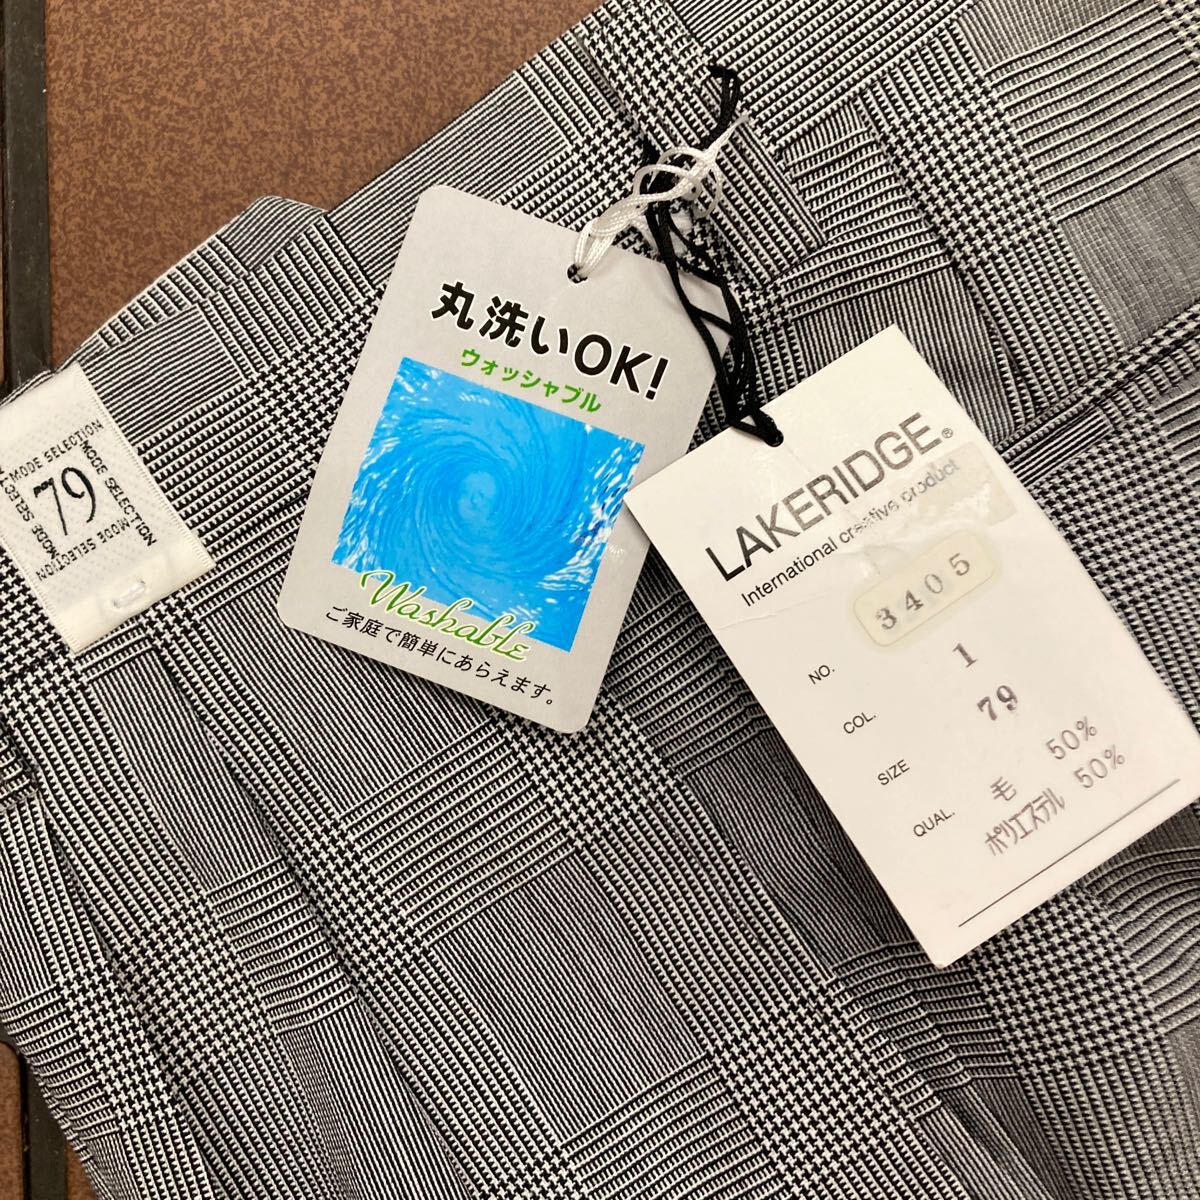 丸洗いOK!
ウォッシャブル
Washable
ご家庭で簡単にあらえます。
LAKERIDGE®
International creative product
3405
NO. 1
COL. 79
SIZE
QUAL. 毛 50%
ポリエステル 50%
MODE SELECTION
MODE SELECTION
MODE SELECTION
MODE SELECT
79